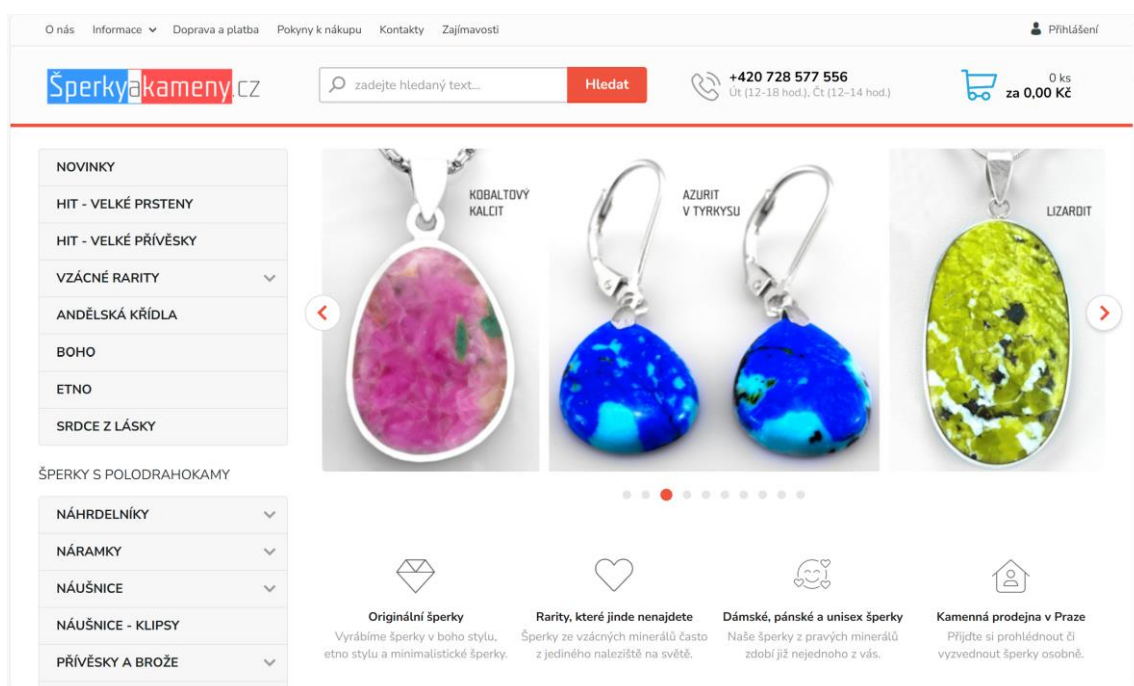 O nás Informace Doprava a platba Pokyny k nákupu Kontakty Zajímavosti Přihlášení
Šperkyakameny.cz
zadejte hledaný text...
Hledat
+420 728 577 556
Út (12-18 hod.), Čt (12–14 hod.)
0 ks
za 0,00 Kč
NOVINKY
HIT - VELKÉ PRSTENY
HIT - VELKÉ PŘÍVĚSKY
VZÁCNÉ RARITY
ANDĚLSKÁ KŘÍDLA
BOHO
ETNO
SRDCE Z LÁSKY
KOBALTOVÝ
KALCIT
AZURIT
V TYRKYSU
LIZARDIT
ŠPERKY S POLODRAHOKAMY
NÁHRDELNÍKY
NÁRAMKY
NÁUŠNICE
NÁUŠNICE - KLIPSY
PŘÍVĚSKY A BROŽE
Originální šperky
Vyrábíme šperky v boho stylu,
etno stylu a minimalistické šperky.
Rarity, které jinde nenajdete
Šperky ze vzácných minerálů často
z jediného naleziště na světě.
Dámské, pánské a unisex šperky
Naše šperky z pravých minerálů
zdobí již nejednoho z vás.
Kamenná prodejna v Praze
Přijďte si prohlédnout či
vyzvednout šperky osobně.